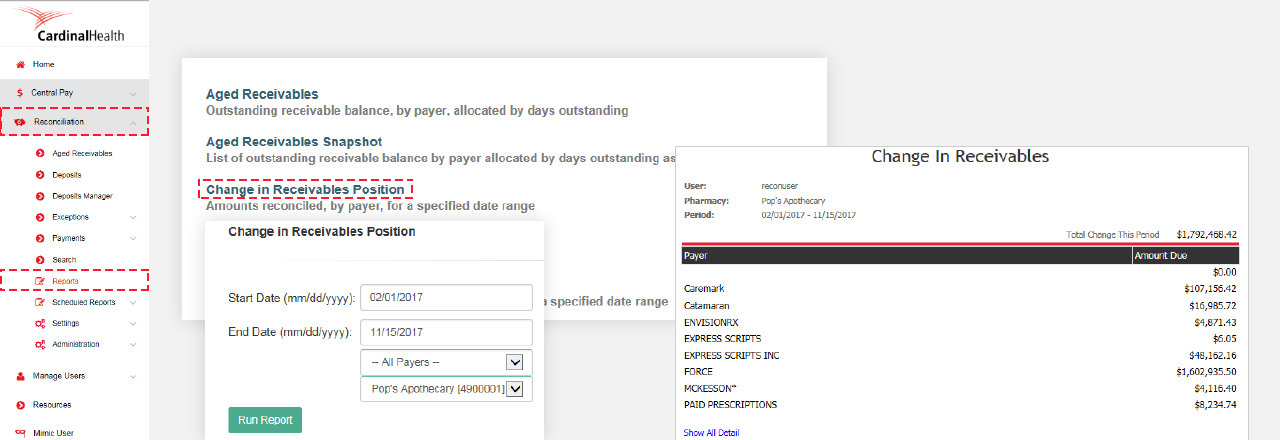 CardinalHealth
Home
Central Pay
Reconciliation
Aged Receivables
Deposits
Deposits Manager
Exceptions
Payments
Search
Reports
Scheduled Reports
Settings
Administration
Manage Users
Resources
Mimic User
Aged Receivables
Outstanding receivable balance, by payer, allocated by days outstanding
Aged Receivables Snapshot
List of outstanding receivable balance by payer allocated by days outstanding as
Change in Receivables Position
Amounts reconciled, by payer, for a specified date range
a specified date range
Change in Receivables Position
Start Date (mm/dd/yyyy): 02/01/2017
End Date (mm/dd/yyyy): 11/15/2017
-- All Payers --
Pop's Apothecary [4900001]
Run Report
Change In Receivables
User: reconuser
Pharmacy: Pop's Apothecary
Period: 02/01/2017 - 11/15/2017
Total Change This Period $1,792,468.42
Payer Amount Due
$0.00
Caremark $107,156.42
Catamaran $16,985.72
ENVISIONRX $4,871.43
EXPRESS SCRIPTS $6.05
EXPRESS SCRIPTS INC $48,162.16
FORCE $1,602,935.50
MCKESSON* $4,116.40
PAID PRESCRIPTIONS $8,234.74
Show All Detail